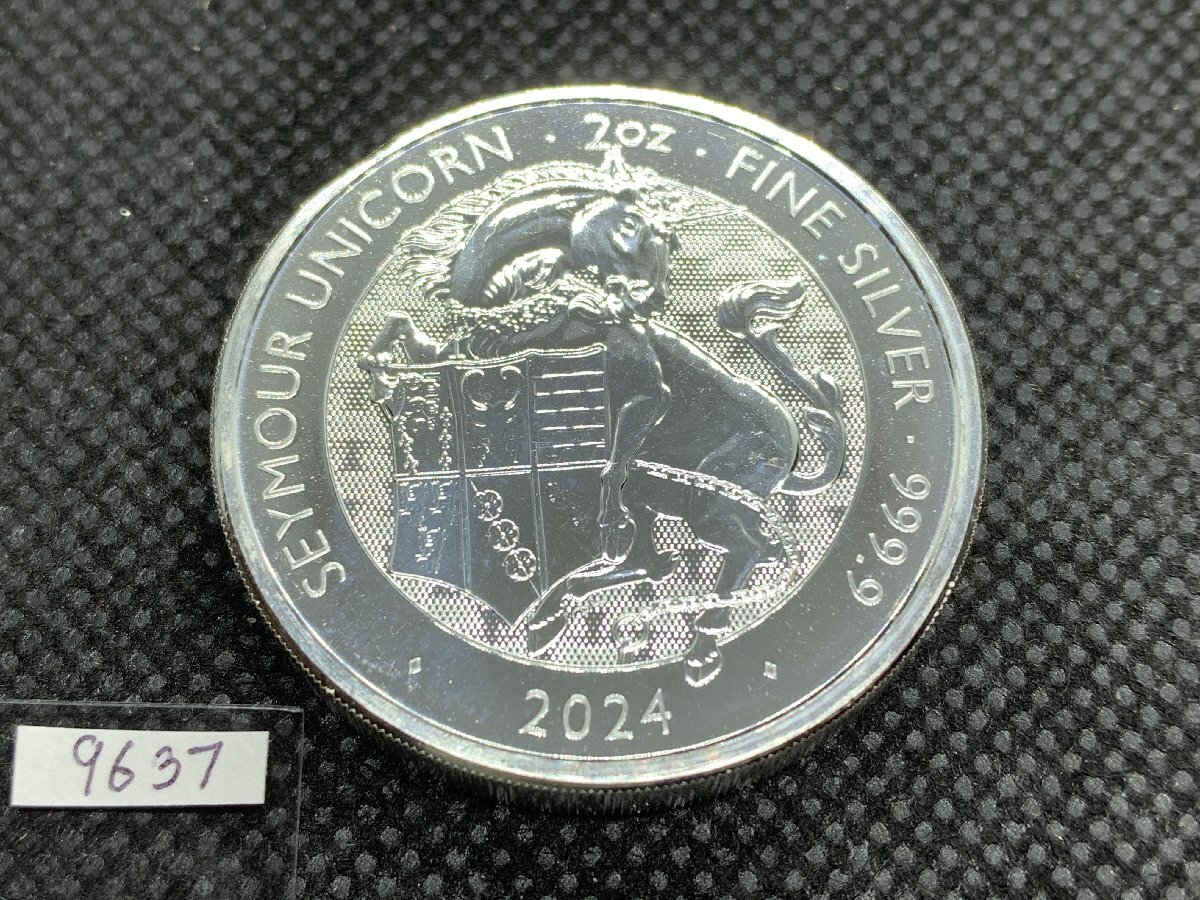 SEYMOUR UNICORN · 2oz · FINE SILVER · 999.9
2024
9637